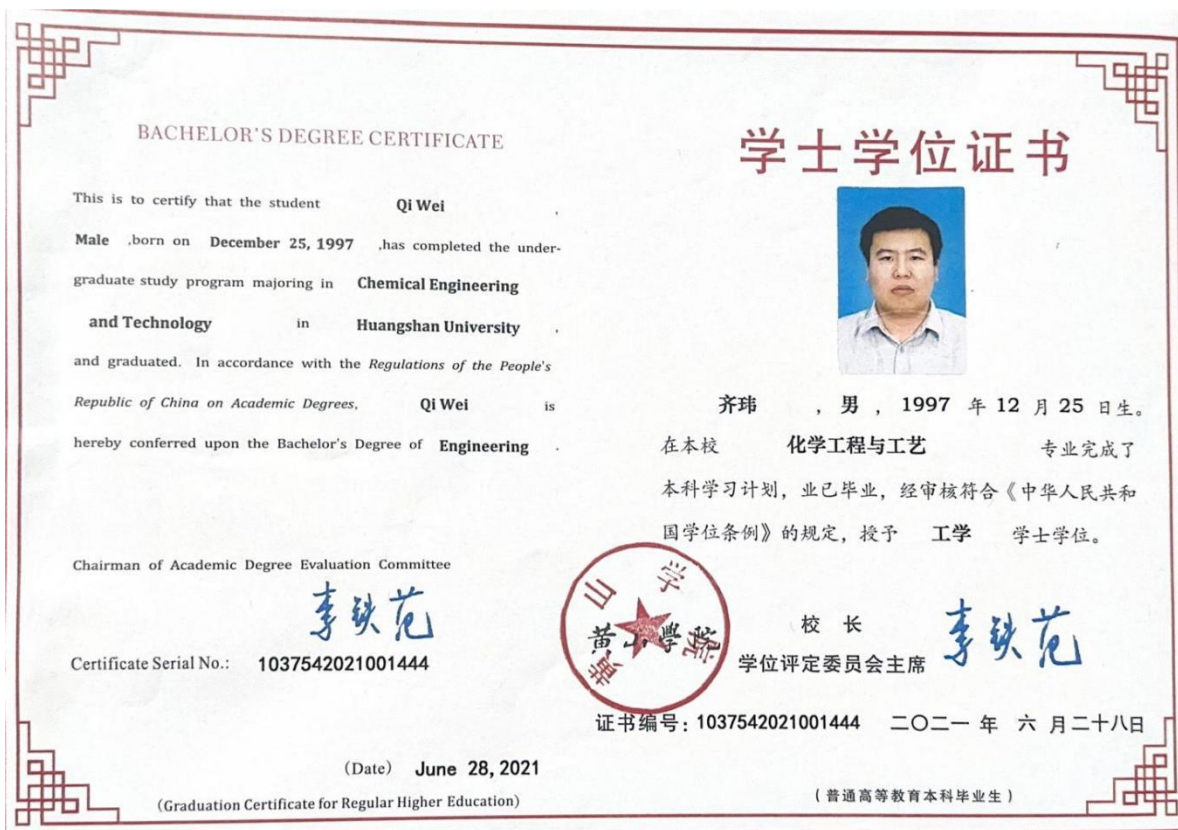 BACHELOR'S DEGREE CERTIFICATE
This is to certify that the student Qi Wei ,
Male ,born on December 25, 1997 ,has completed the under-
graduate study program majoring in Chemical Engineering
and Technology in Huangshan University ,
and graduated. In accordance with the Regulations of the People's
Republic of China on Academic Degrees, Qi Wei is
hereby conferred upon the Bachelor's Degree of Engineering .
Chairman of Academic Degree Evaluation Committee
李铁范
Certificate Serial No.: 1037542021001444
(Date) June 28, 2021
(Graduation Certificate for Regular Higher Education)
学士学位证书
齐玮 , 男 , 1997 年 12 月 25 日生。
在本校 化学工程与工艺 专业完成了
本科学习计划，业已毕业，经审核符合《中华人民共和
国学位条例》的规定，授予 工学 学士学位。
黄山学院
黄山學院
校 长
学位评定委员会主席
李铁范
证书编号: 1037542021001444 二〇二一 年 六 月二十八日
(普通高等教育本科毕业生)